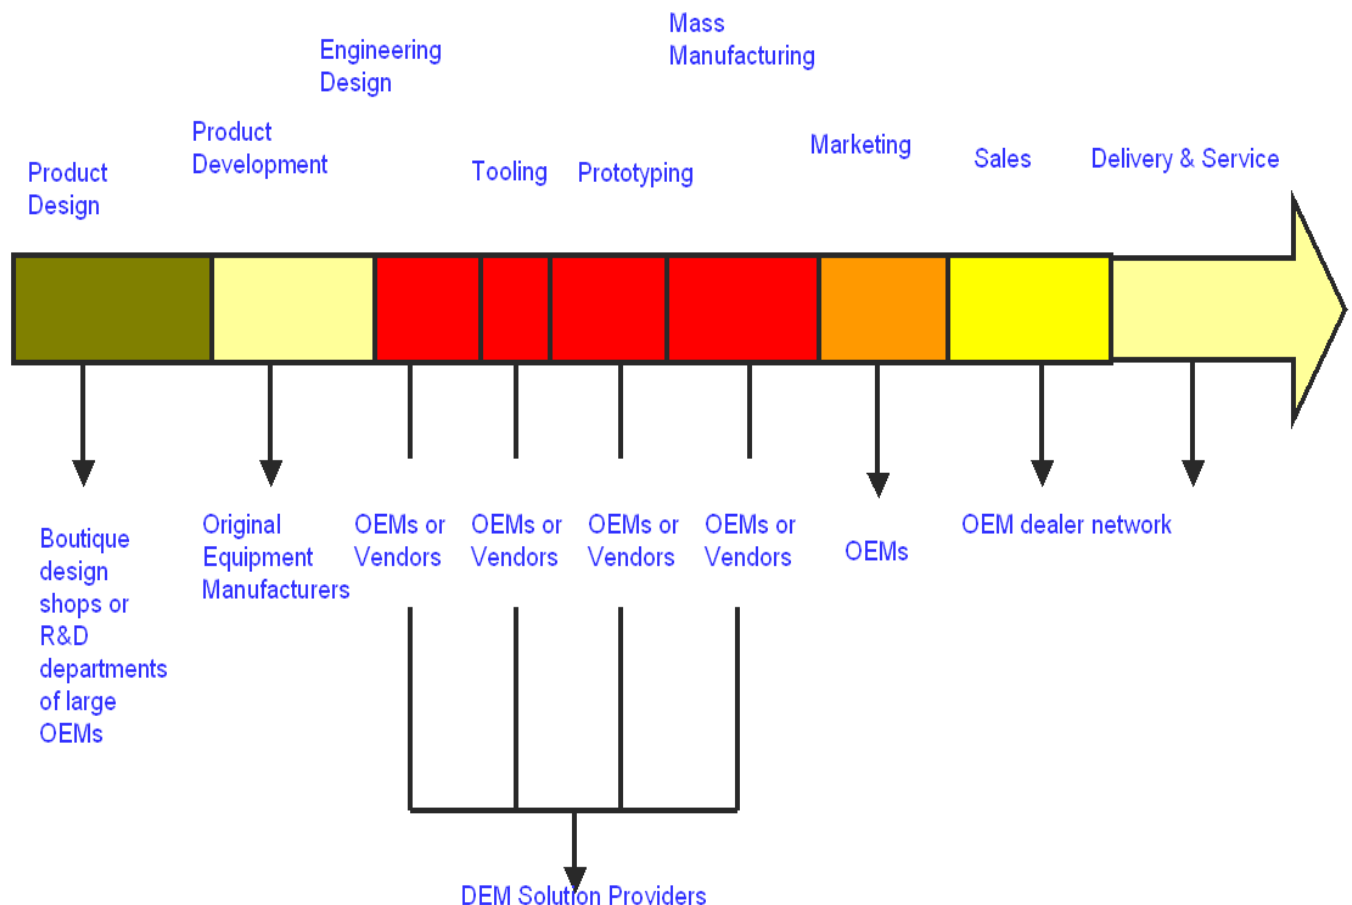 Mass
Manufacturing
Engineering
Design
Product
Development
Marketing
Product
Design
Tooling
Prototyping
Sales
Delivery & Service
Boutique
design
shops or
R&D
departments
of large
OEMs
Original
Equipment
Manufacturers
OEMs or
Vendors
OEMs or
Vendors
OEMs or
Vendors
OEMs or
Vendors
OEMs
OEM dealer network
DEM Solution Providers